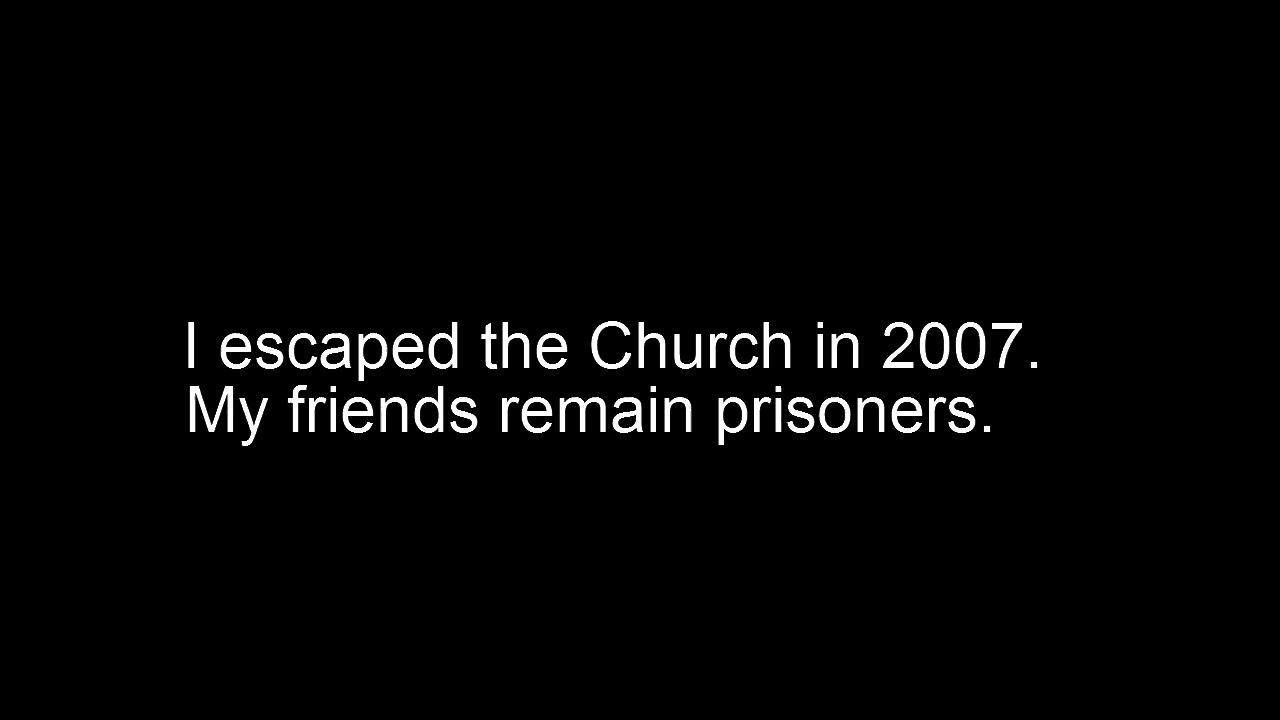 I escaped the Church in 2007.
My friends remain prisoners.